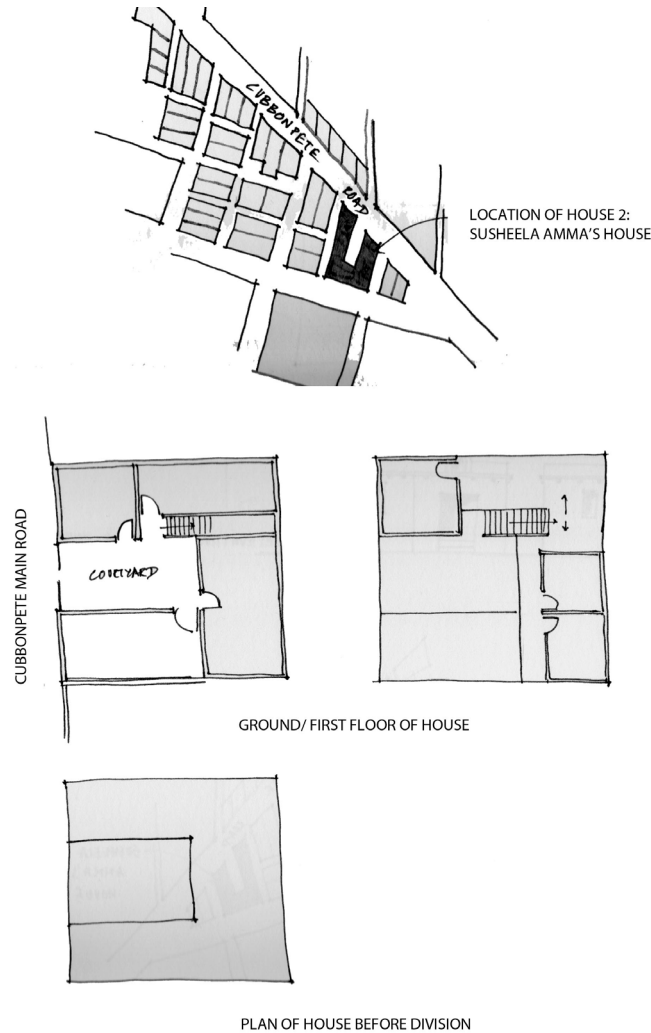 CUBBONPETE
ROAD
LOCATION OF HOUSE 2:
SUSHEELA AMMA'S HOUSE
CUBBONPETE MAIN ROAD
COURTYARD
GROUND/ FIRST FLOOR OF HOUSE
PLAN OF HOUSE BEFORE DIVISION